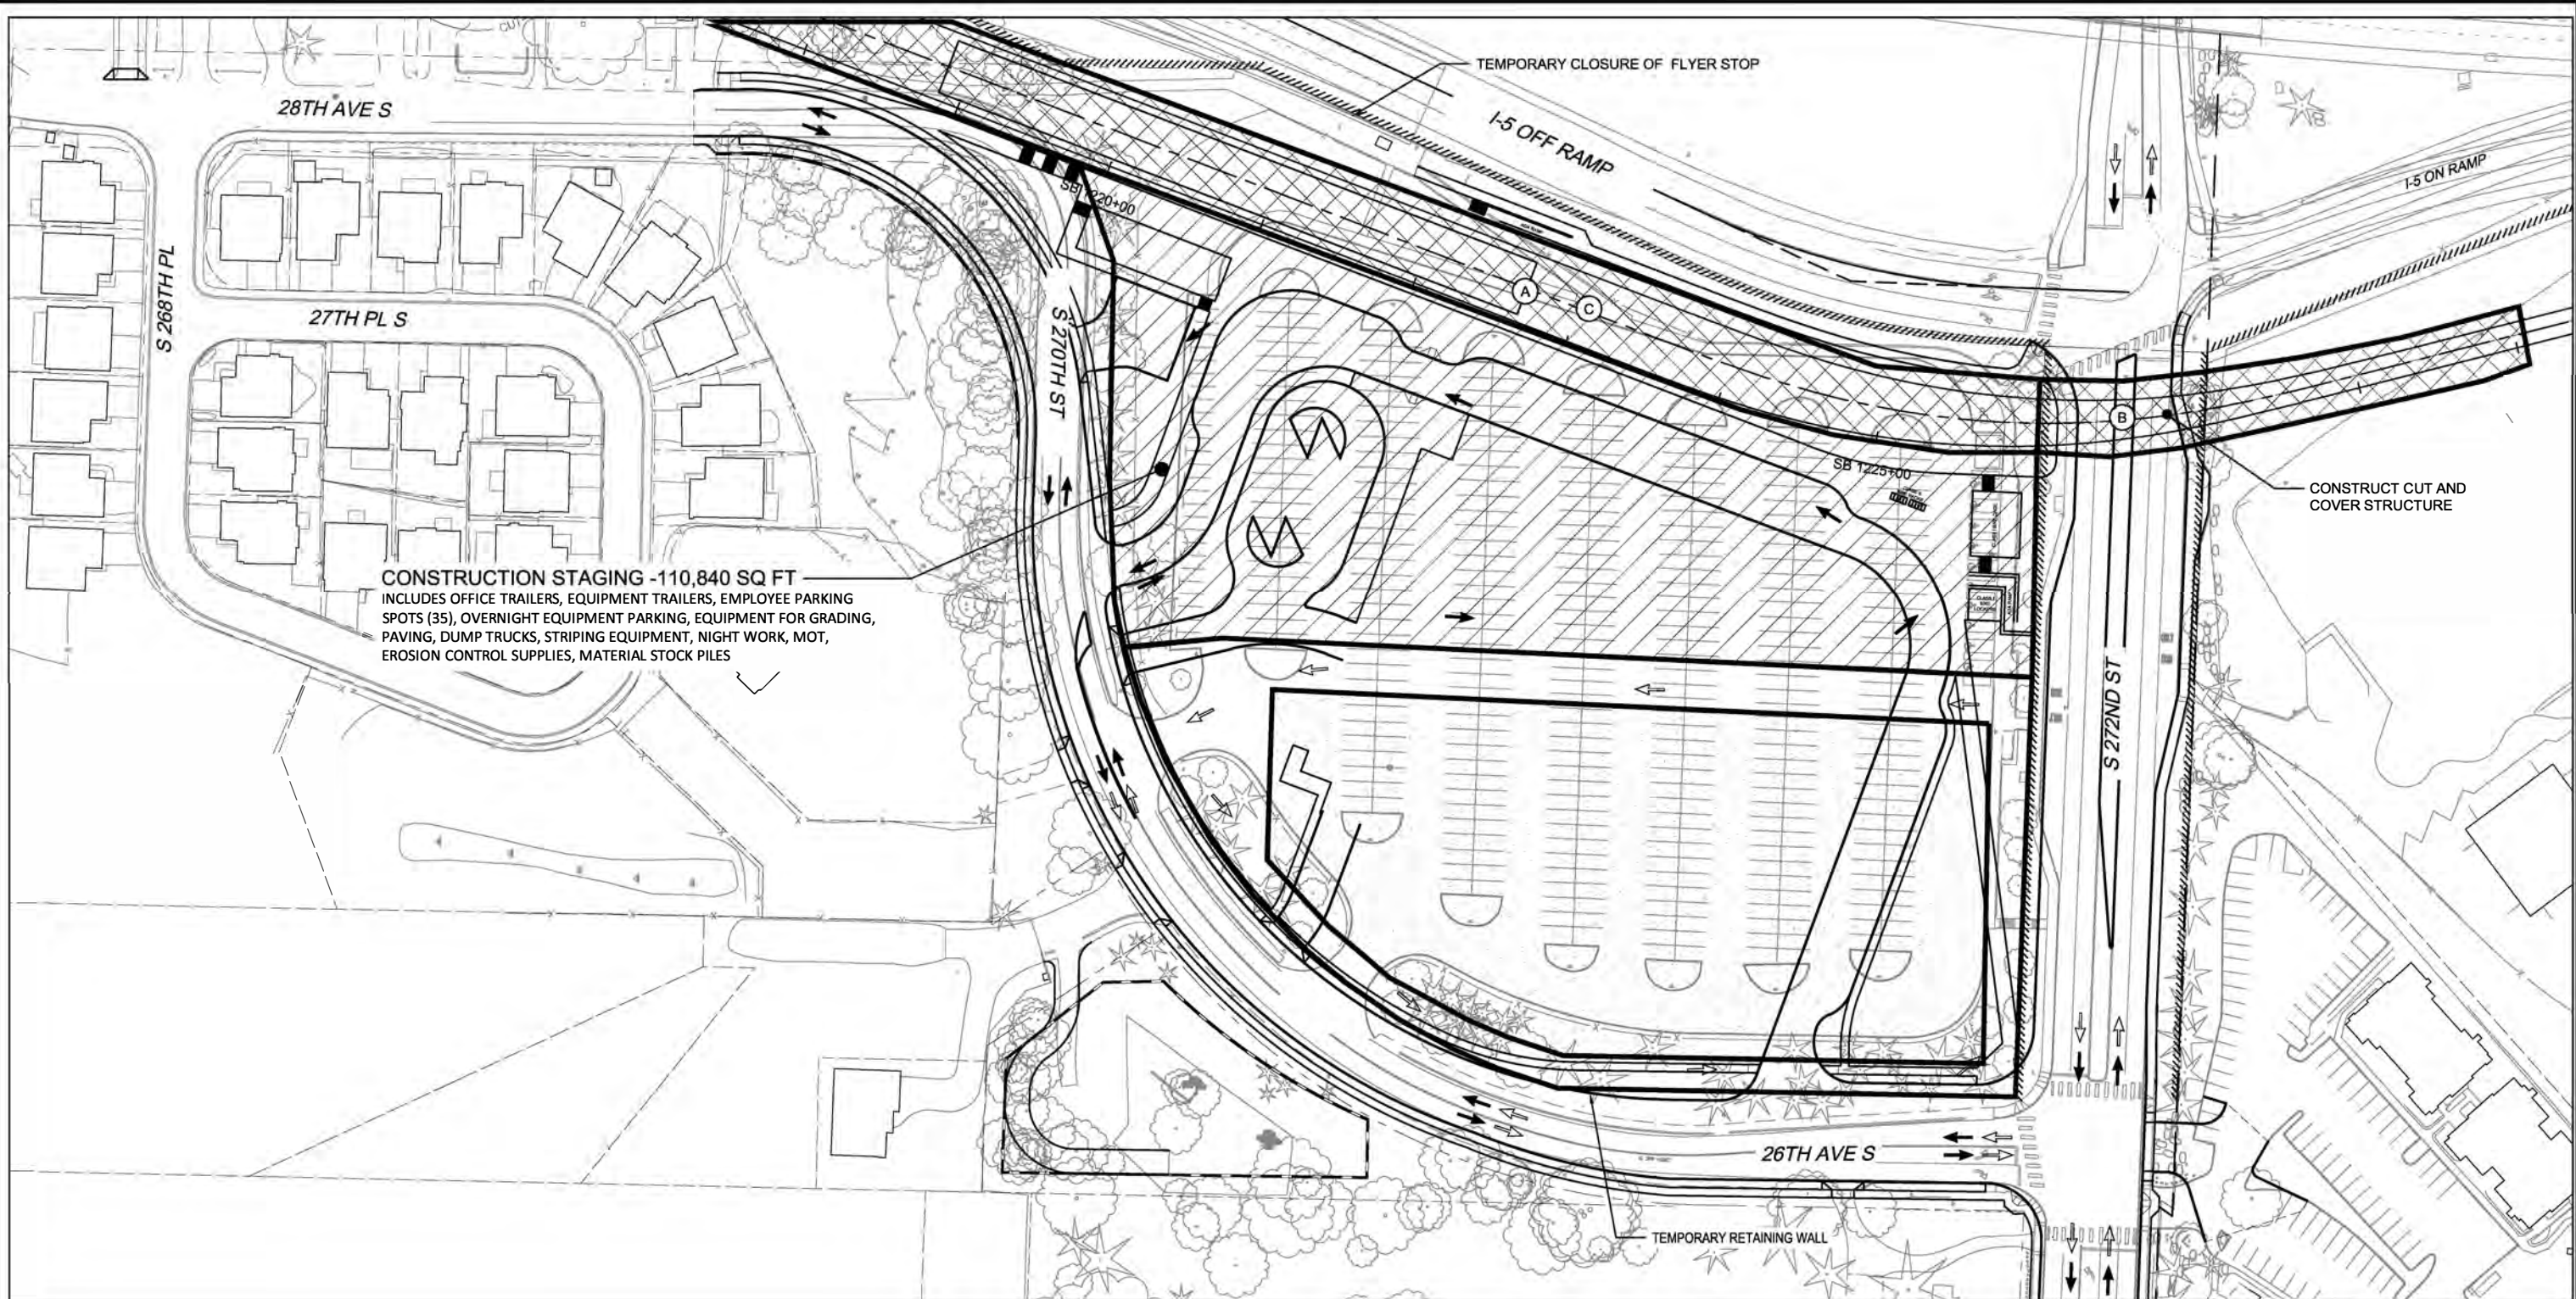 TEMPORARY CLOSURE OF FLYER STOP
28TH AVE S
I-5 OFF RAMP
I-5 ON RAMP
SB 1220+00
S 268TH PL
27TH PL S
S 270TH ST
A
C
B
SB 1225+00
CONSTRUCT CUT AND
COVER STRUCTURE
CONSTRUCTION STAGING -110,840 SQ FT
INCLUDES OFFICE TRAILERS, EQUIPMENT TRAILERS, EMPLOYEE PARKING
SPOTS (35), OVERNIGHT EQUIPMENT PARKING, EQUIPMENT FOR GRADING,
PAVING, DUMP TRUCKS, STRIPING EQUIPMENT, NIGHT WORK, MOT,
EROSION CONTROL SUPPLIES, MATERIAL STOCK PILES
S 272ND ST
26TH AVE S
TEMPORARY RETAINING WALL